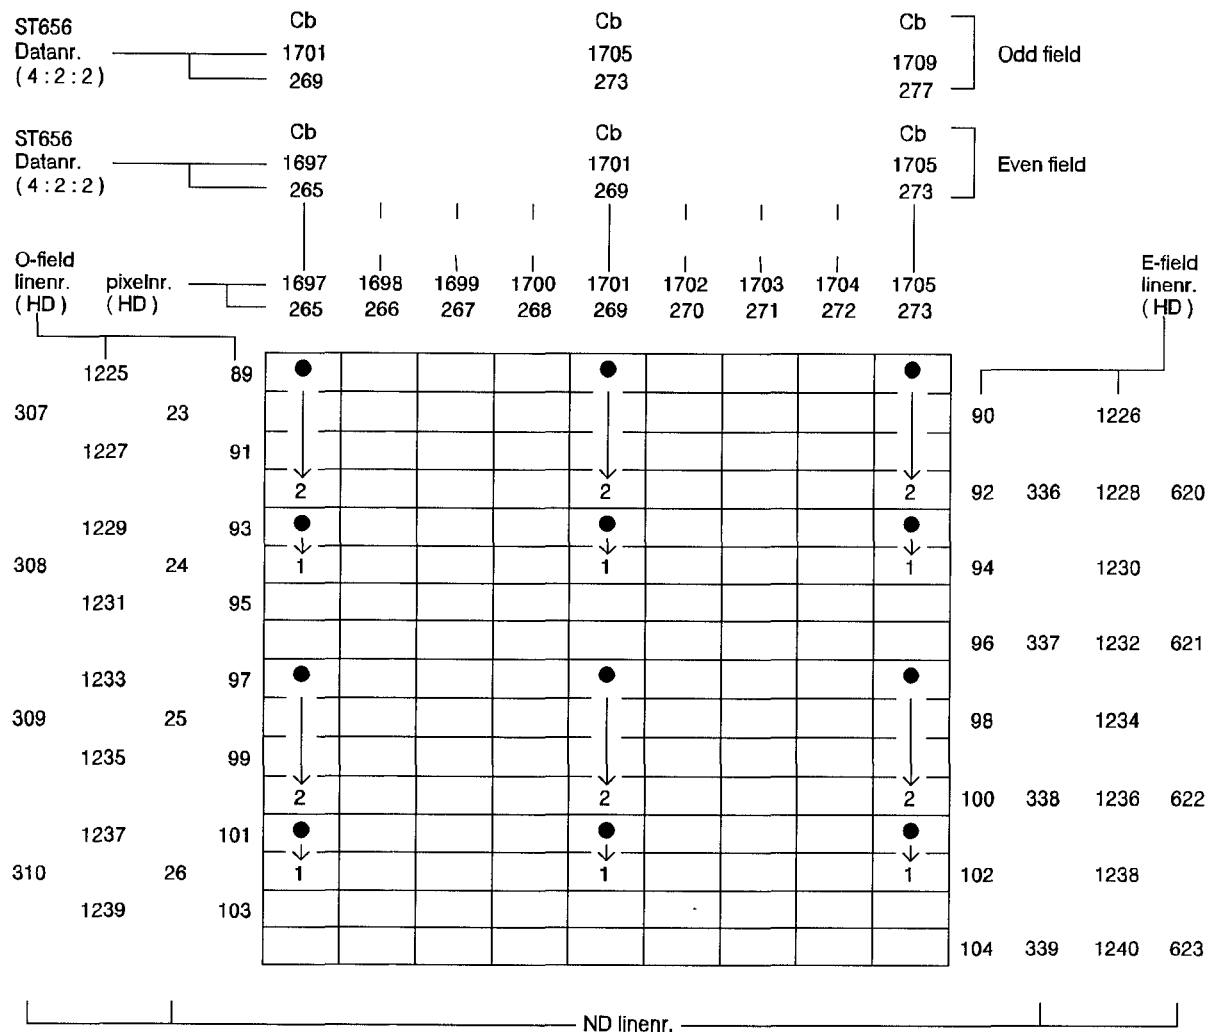 ST656 Cb Cb Cb
Datanr. 1701 1705 1709 Odd field
(4:2:2) 269 273 277
ST656 Cb Cb Cb
Datanr. 1697 1701 1705 Even field
(4:2:2) 265 269 273
O-field E-field
linenr. pixelnr. 1697 1698 1699 1700 1701 1702 1703 1704 1705 linenr.
(HD) (HD) 265 266 267 268 269 270 271 272 273 (HD)
1225 89
307 23 90 1226
1227 91
2 2 2 92 336 1228 620
1229 93
308 24 1 1 1 94 1230
1231 95
96 337 1232 621
1233 97
309 25 98 1234
1235 99
2 2 2 100 338 1236 622
1237 101
310 26 1 1 1 102 1238
1239 103
104 339 1240 623
ND linenr.